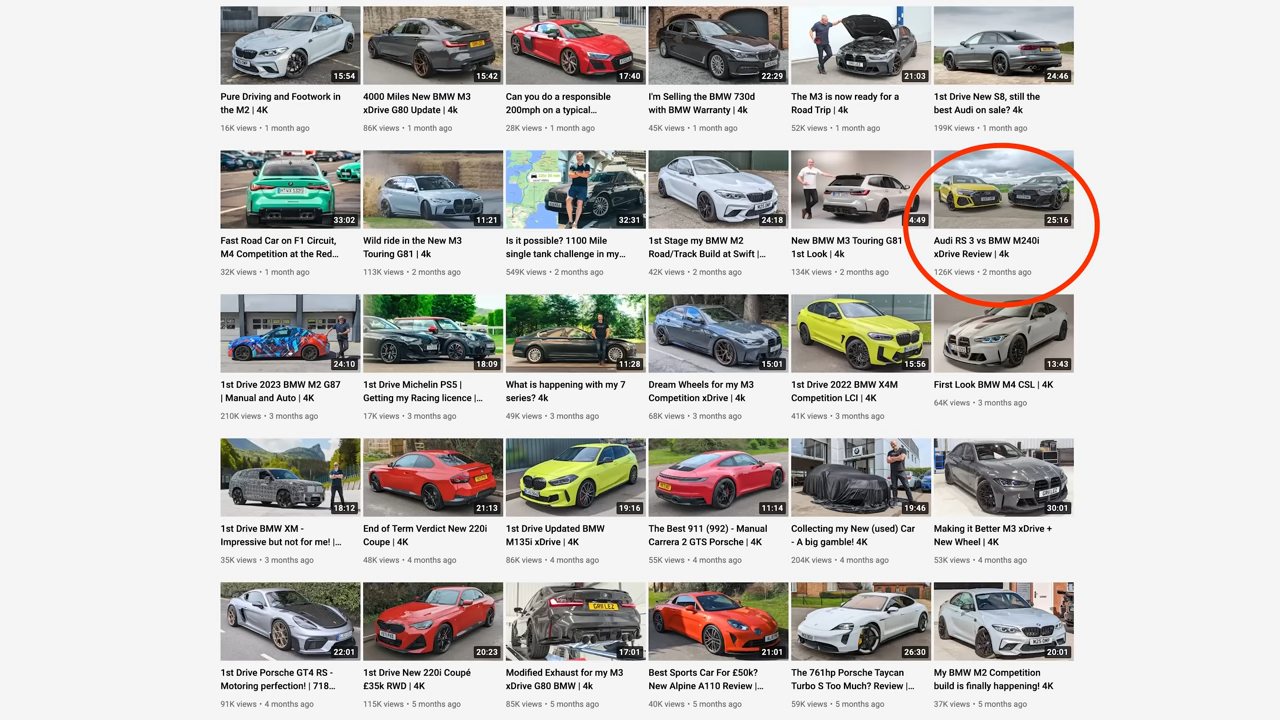 15:54
15:42
17:40
22:29
21:03
24:46
Pure Driving and Footwork in
the M2 | 4K
16K views • 1 month ago
4000 Miles New BMW M3
xDrive G80 Update | 4k
86K views • 1 month ago
Can you do a responsible
200mph on a typical...
28K views • 1 month ago
I'm Selling the BMW 730d
with BMW Warranty | 4k
45K views • 1 month ago
The M3 is now ready for a
Road Trip | 4k
52K views • 1 month ago
1st Drive New S8, still the
best Audi on sale? 4k
199K views • 1 month ago
33:02
11:21
32:31
24:18
4:49
25:16
Fast Road Car on F1 Circuit,
M4 Competition at the Red...
32K views • 1 month ago
Wild ride in the New M3
Touring G81 | 4k
113K views • 2 months ago
Is it possible? 1100 Mile
single tank challenge in my...
549K views • 2 months ago
1st Stage my BMW M2
Road/Track Build at Swift |...
42K views • 2 months ago
New BMW M3 Touring G81
1st Look | 4k
134K views • 2 months ago
Audi RS 3 vs BMW M240i
xDrive Review | 4k
126K views • 2 months ago
24:10
18:09
11:28
15:01
15:56
13:43
1st Drive 2023 BMW M2 G87
| Manual and Auto | 4K
210K views • 3 months ago
1st Drive Michelin PS5 |
Getting my Racing licence |...
17K views • 3 months ago
What is happening with my 7
series? 4k
49K views • 3 months ago
Dream Wheels for my M3
Competition xDrive | 4k
68K views • 3 months ago
1st Drive 2022 BMW X4M
Competition LCI | 4K
41K views • 3 months ago
First Look BMW M4 CSL | 4K
64K views • 3 months ago
18:12
21:13
19:16
11:14
19:46
30:01
1st Drive BMW XM -
Impressive but not for me! |...
35K views • 3 months ago
End of Term Verdict New 220i
Coupe | 4K
48K views • 4 months ago
1st Drive Updated BMW
M135i xDrive | 4K
86K views • 4 months ago
The Best 911 (992) - Manual
Carrera 2 GTS Porsche | 4K
55K views • 4 months ago
Collecting my New (used) Car
- A big gamble! 4K
204K views • 4 months ago
Making it Better M3 xDrive +
New Wheel | 4K
53K views • 4 months ago
22:01
20:23
GR11 LEZ
17:01
21:01
26:30
20:01
1st Drive Porsche GT4 RS -
Motoring perfection! | 718...
91K views • 4 months ago
1st Drive New 220i Coupé
£35k RWD | 4K
115K views • 5 months ago
Modified Exhaust for my M3
xDrive G80 BMW | 4k
85K views • 5 months ago
Best Sports Car For £50k?
New Alpine A110 Review |...
40K views • 5 months ago
The 761hp Porsche Taycan
Turbo S Too Much? Review |...
59K views • 5 months ago
My BMW M2 Competition
build is finally happening! 4K
37K views • 5 months ago